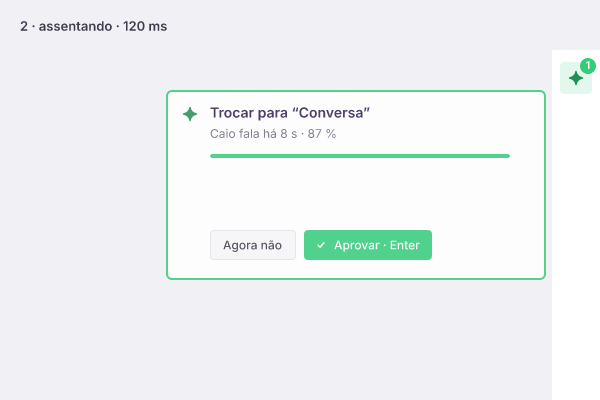 2 · assentando · 120 ms
1
Trocar para “Conversa”
Caio fala há 8 s · 87 %
Agora não
Aprovar · Enter